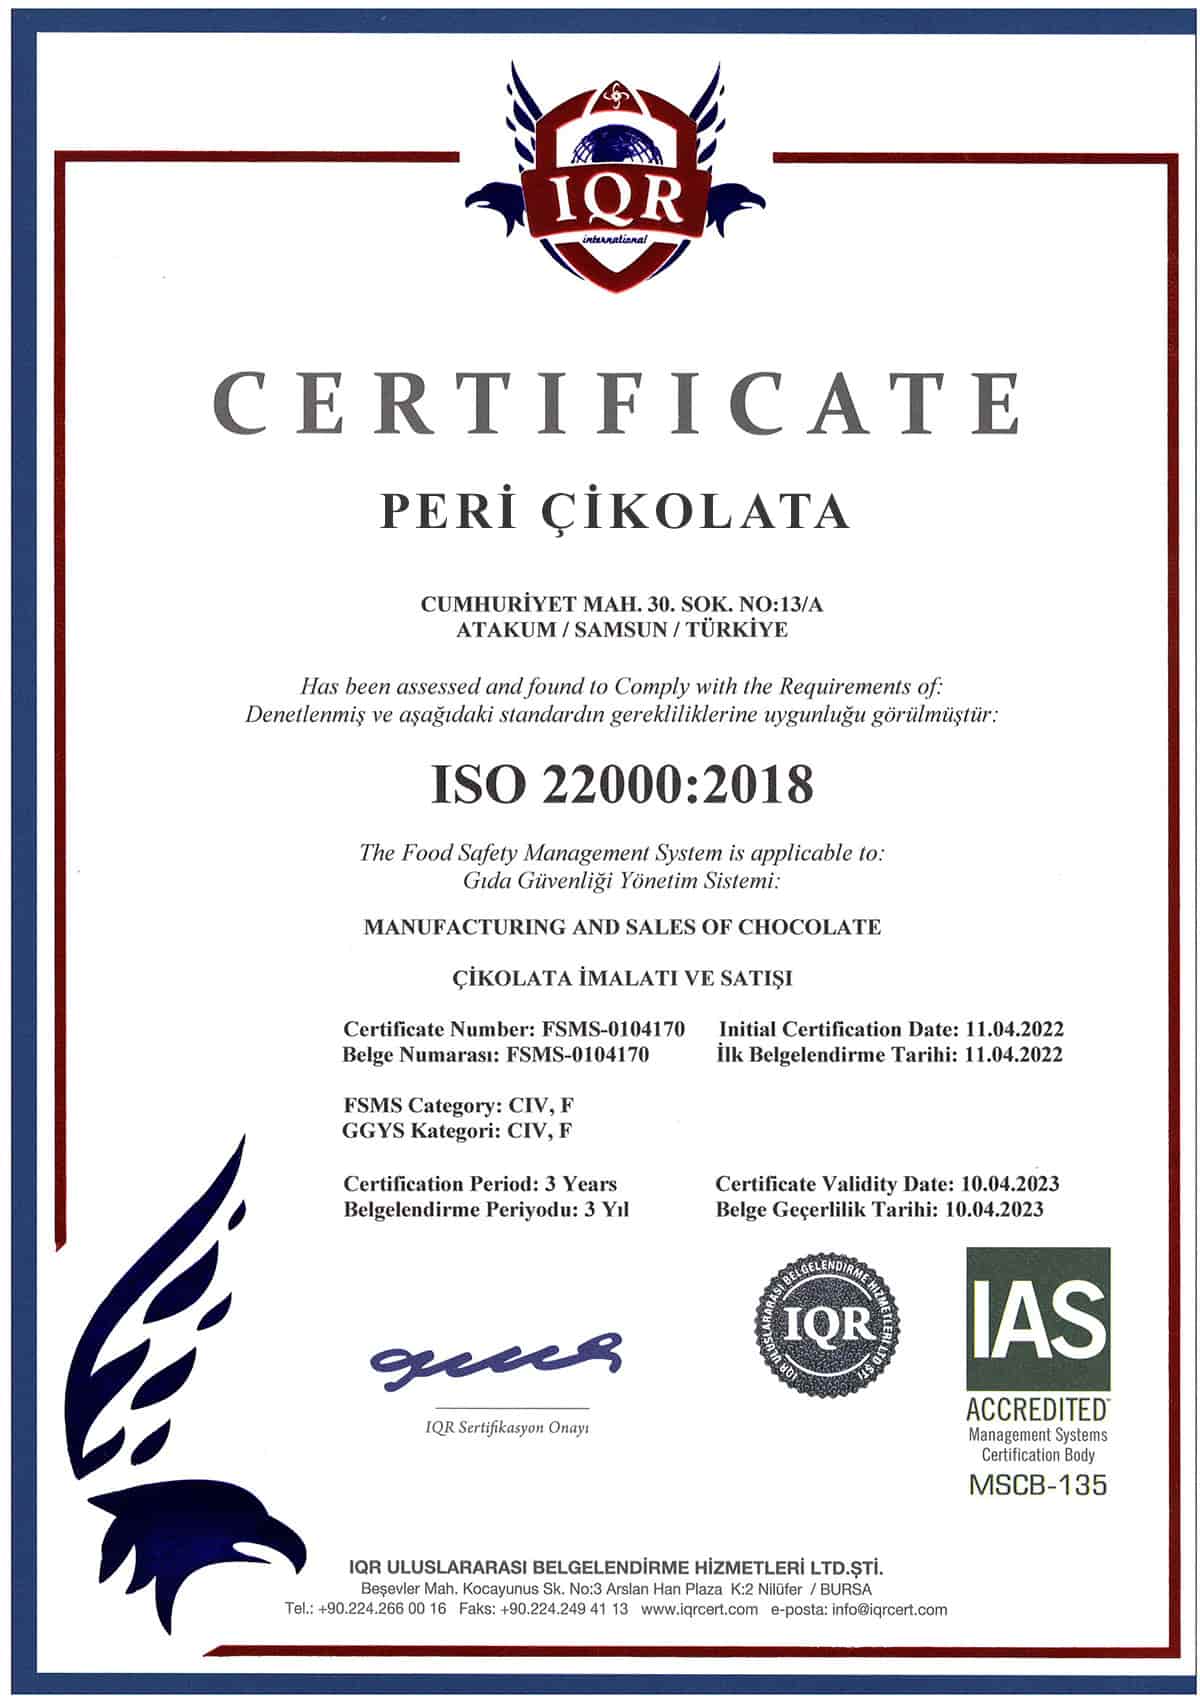 IQR
international
CERTIFICATE
PERİ ÇİKOLATA
CUMHURİYET MAH. 30. SOK. NO:13/A
ATAKUM / SAMSUN / TÜRKİYE
Has been assessed and found to Comply with the Requirements of:
Denetlenmiş ve aşağıdaki standardın gerekliliklerine uygunluğu görülmüştür:
ISO 22000:2018
The Food Safety Management System is applicable to:
Gıda Güvenliği Yönetim Sistemi:
MANUFACTURING AND SALES OF CHOCOLATE
ÇİKOLATA İMALATI VE SATIŞI
Certificate Number: FSMS-0104170 Initial Certification Date: 11.04.2022
Belge Numarası: FSMS-0104170 İlk Belgelendirme Tarihi: 11.04.2022
FSMS Category: CIV, F
GGYS Kategori: CIV, F
Certification Period: 3 Years Certificate Validity Date: 10.04.2023
Belgelendirme Periyodu: 3 Yıl Belge Geçerlilik Tarihi: 10.04.2023
IQR Sertifikasyon Onayı
IQR ULUSLARARASI BELGELENDİRME HİZMETLERİ LTD ŞTİ
IQR
IAS
ACCREDITED™
Management Systems
Certification Body
MSCB-135
IQR ULUSLARARASI BELGELENDİRME HİZMETLERİ LTD.ŞTİ.
Beşevler Mah. Kocayunus Sk. No:3 Arslan Han Plaza K:2 Nilüfer / BURSA
Tel.: +90.224.266 00 16 Faks: +90.224.249 41 13 www.iqrcert.com e-posta: info@iqrcert.com